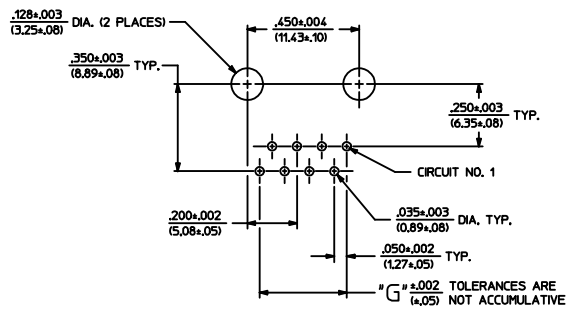 .128±.003
(3.25±.08) DIA. (2 PLACES)
.450±.004
(11.43±.10)
.350±.003
(8.89±.08) TYP.
.250±.003
(6.35±.08) TYP.
CIRCUIT NO. 1
.200±.002
(5.08±.05)
.035±.003
(0.89±.08) DIA. TYP.
.050±.002
(1.27±.05) TYP.
"G" ±.002
(±.05)
TOLERANCES ARE
NOT ACCUMULATIVE